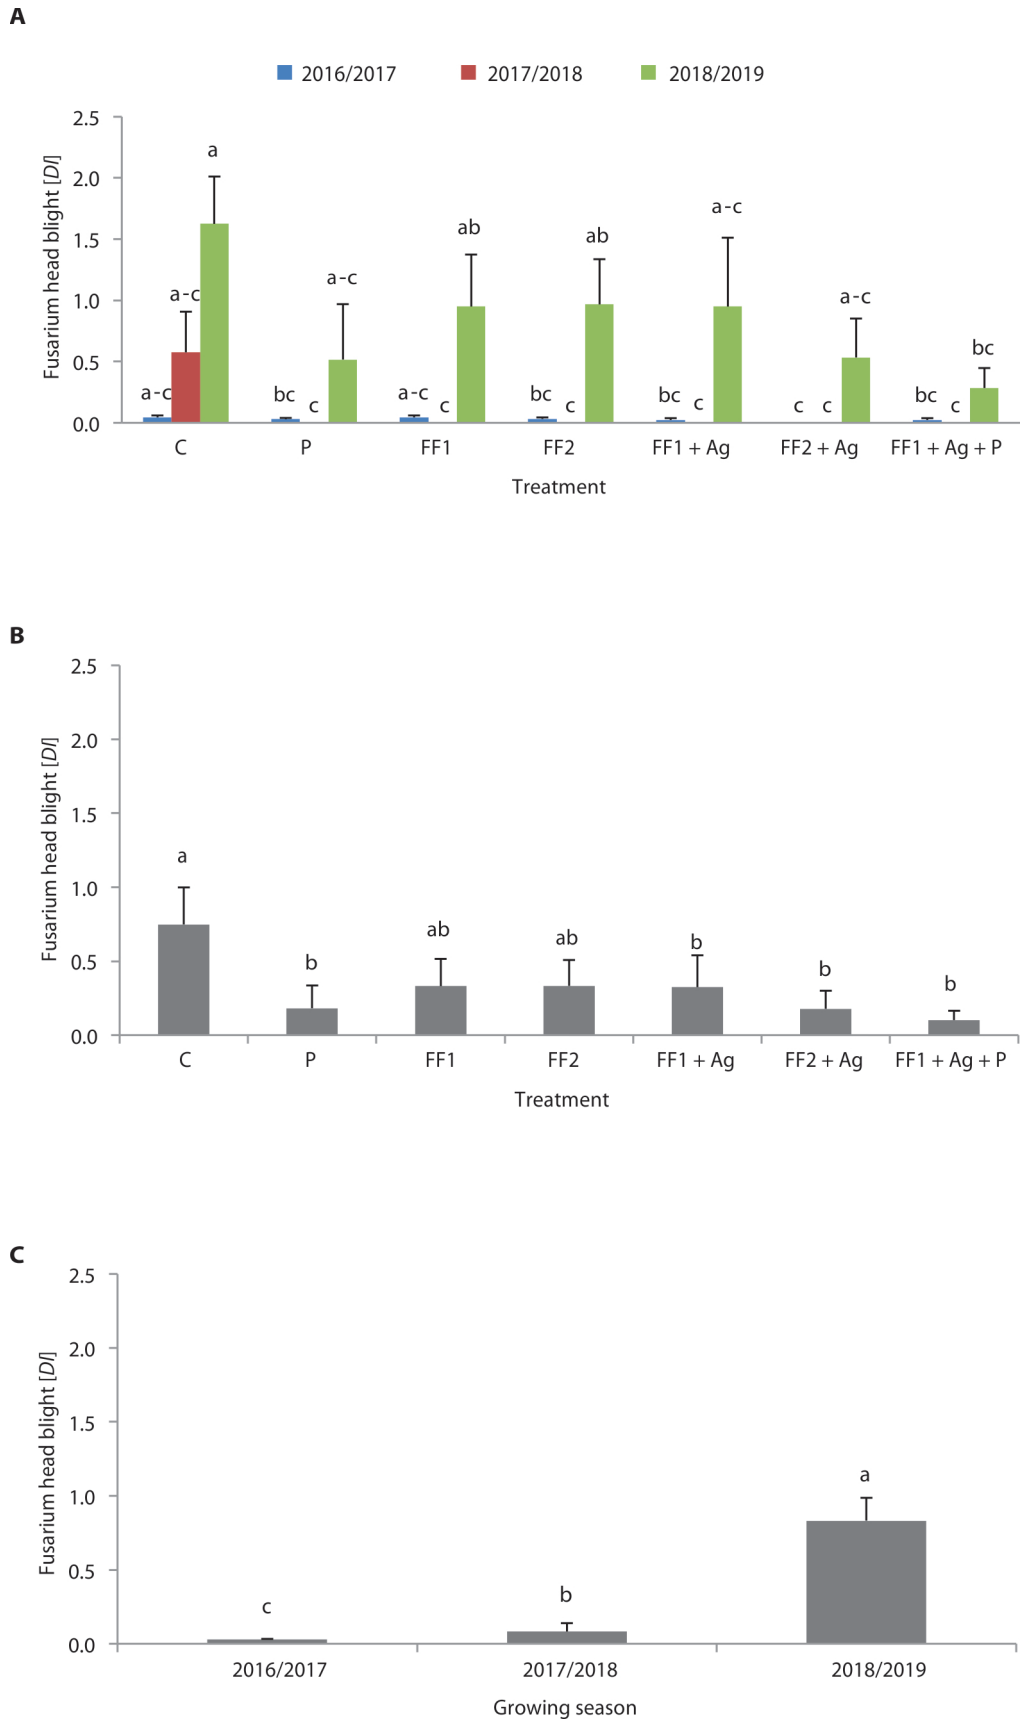 A
2016/2017 2017/2018 2018/2019
Fusarium head blight [DI]
2.5
2.0
1.5
1.0
0.5
0.0
a
a-c
a-c
bc
c
a-c
a-c
c
ab
bc
c
ab
bc
c
a-c
c
c
a-c
bc
c
bc
C P FF1 FF2 FF1 + Ag FF2 + Ag FF1 + Ag + P
Treatment
B
Fusarium head blight [DI]
2.5
2.0
1.5
1.0
0.5
0.0
a
b
ab
ab
b
b
b
C P FF1 FF2 FF1 + Ag FF2 + Ag FF1 + Ag + P
Treatment
C
Fusarium head blight [DI]
2.5
2.0
1.5
1.0
0.5
0.0
c
b
a
2016/2017 2017/2018 2018/2019
Growing season